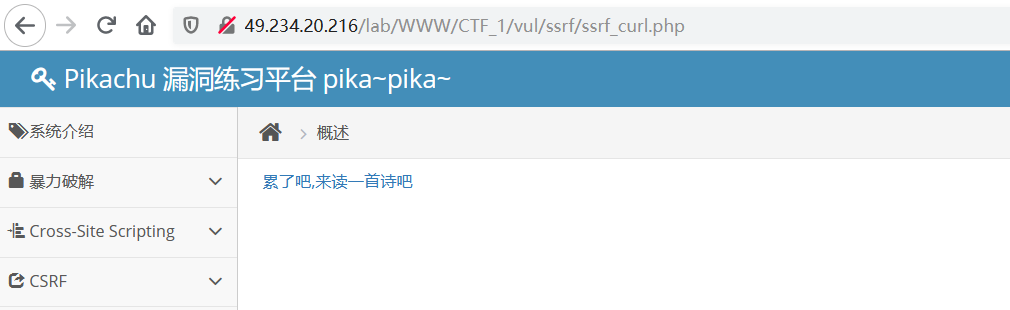 49.234.20.216/lab/WWW/CTF_1/vul/ssrf/ssrf_curl.php
Pikachu 漏洞练习平台 pika~pika~
系统介绍
概述
暴力破解
累了吧,来读一首诗吧
Cross-Site Scripting
CSRF